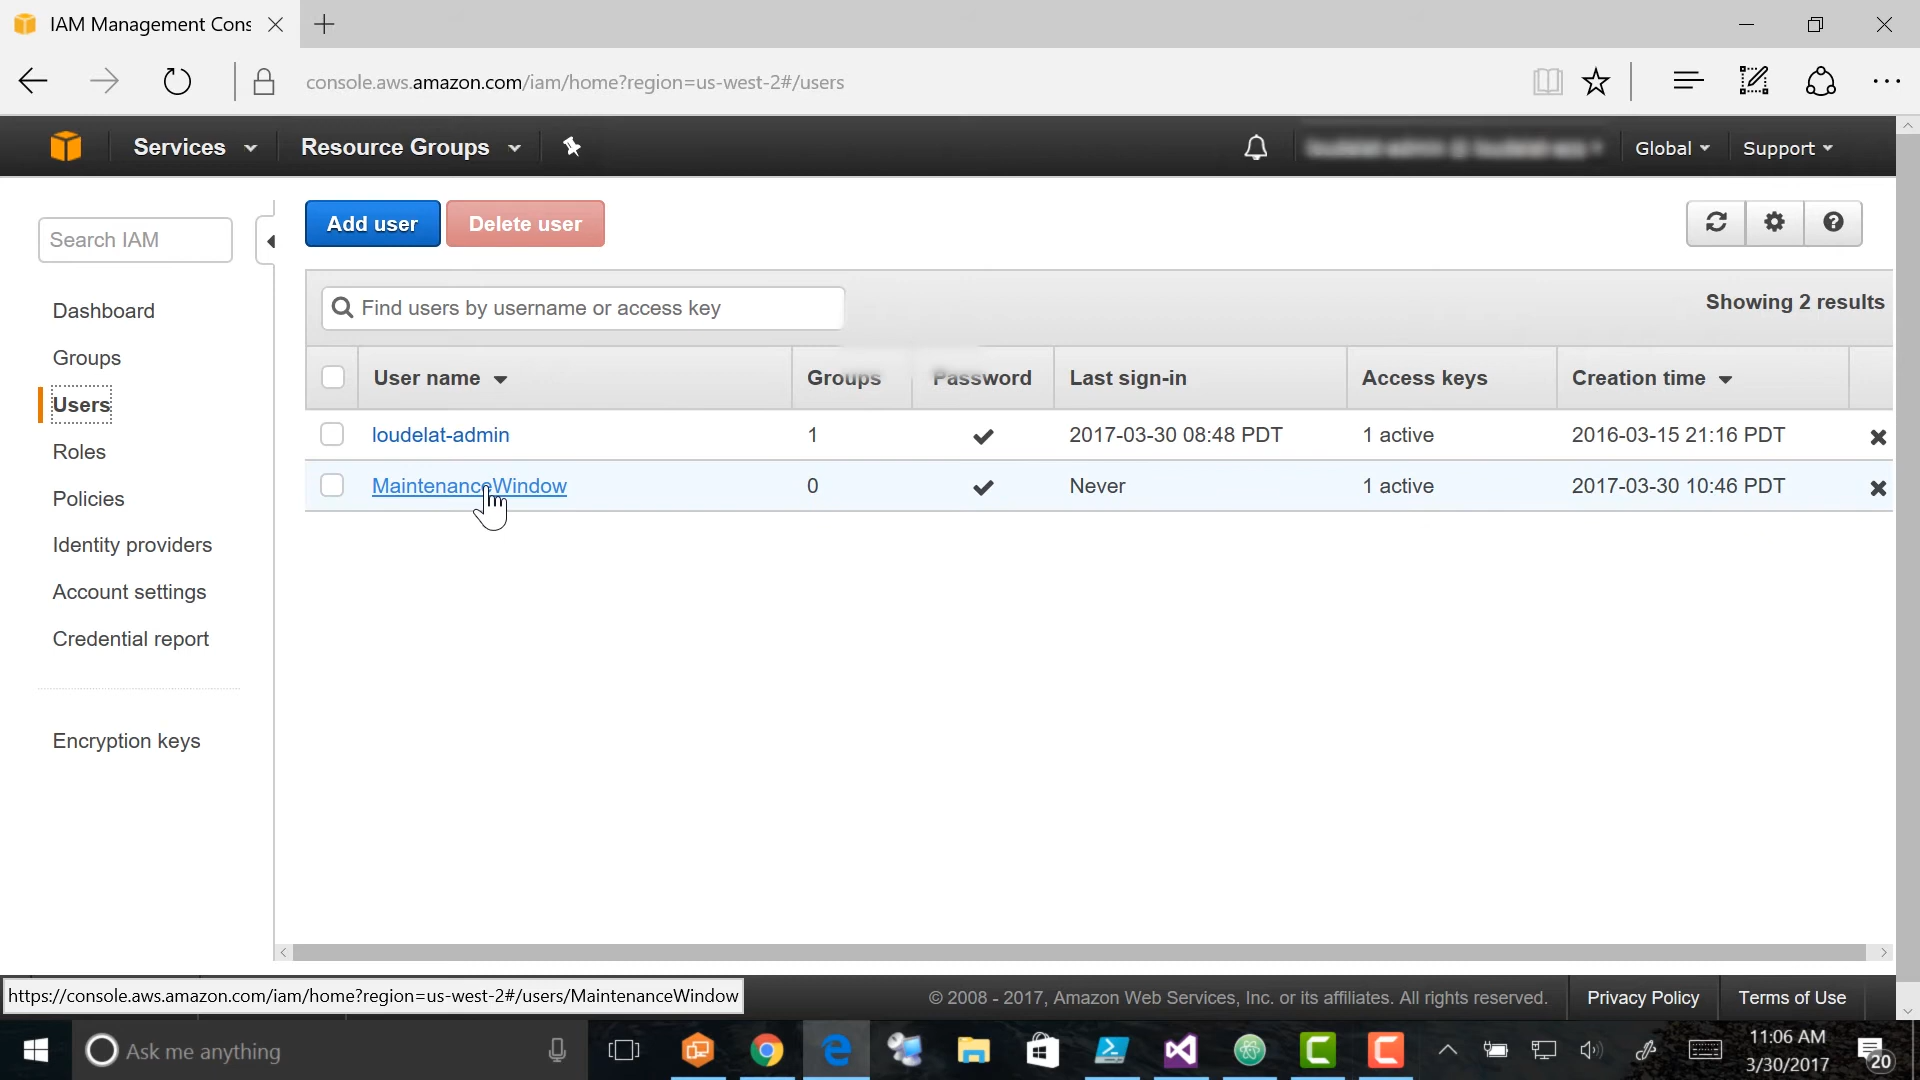 IAM Management Cons
console.aws.amazon.com/iam/home?region=us-west-2#/users
Services
Resource Groups
Global
Support
Search IAM
Add user
Delete user
Find users by username or access key
Showing 2 results
Dashboard
Groups
Users
Roles
Policies
Identity providers
Account settings
Credential report
Encryption keys
User name Groups Password Last sign-in Access keys Creation time
loudelat-admin 1 2017-03-30 08:48 PDT 1 active 2016-03-15 21:16 PDT
MaintenanceWindow 0 Never 1 active 2017-03-30 10:46 PDT
https://console.aws.amazon.com/iam/home?region=us-west-2#/users/MaintenanceWindow
© 2008 - 2017, Amazon Web Services, Inc. or its affiliates. All rights reserved.
Privacy Policy
Terms of Use
Ask me anything
11:06 AM
3/30/2017
20